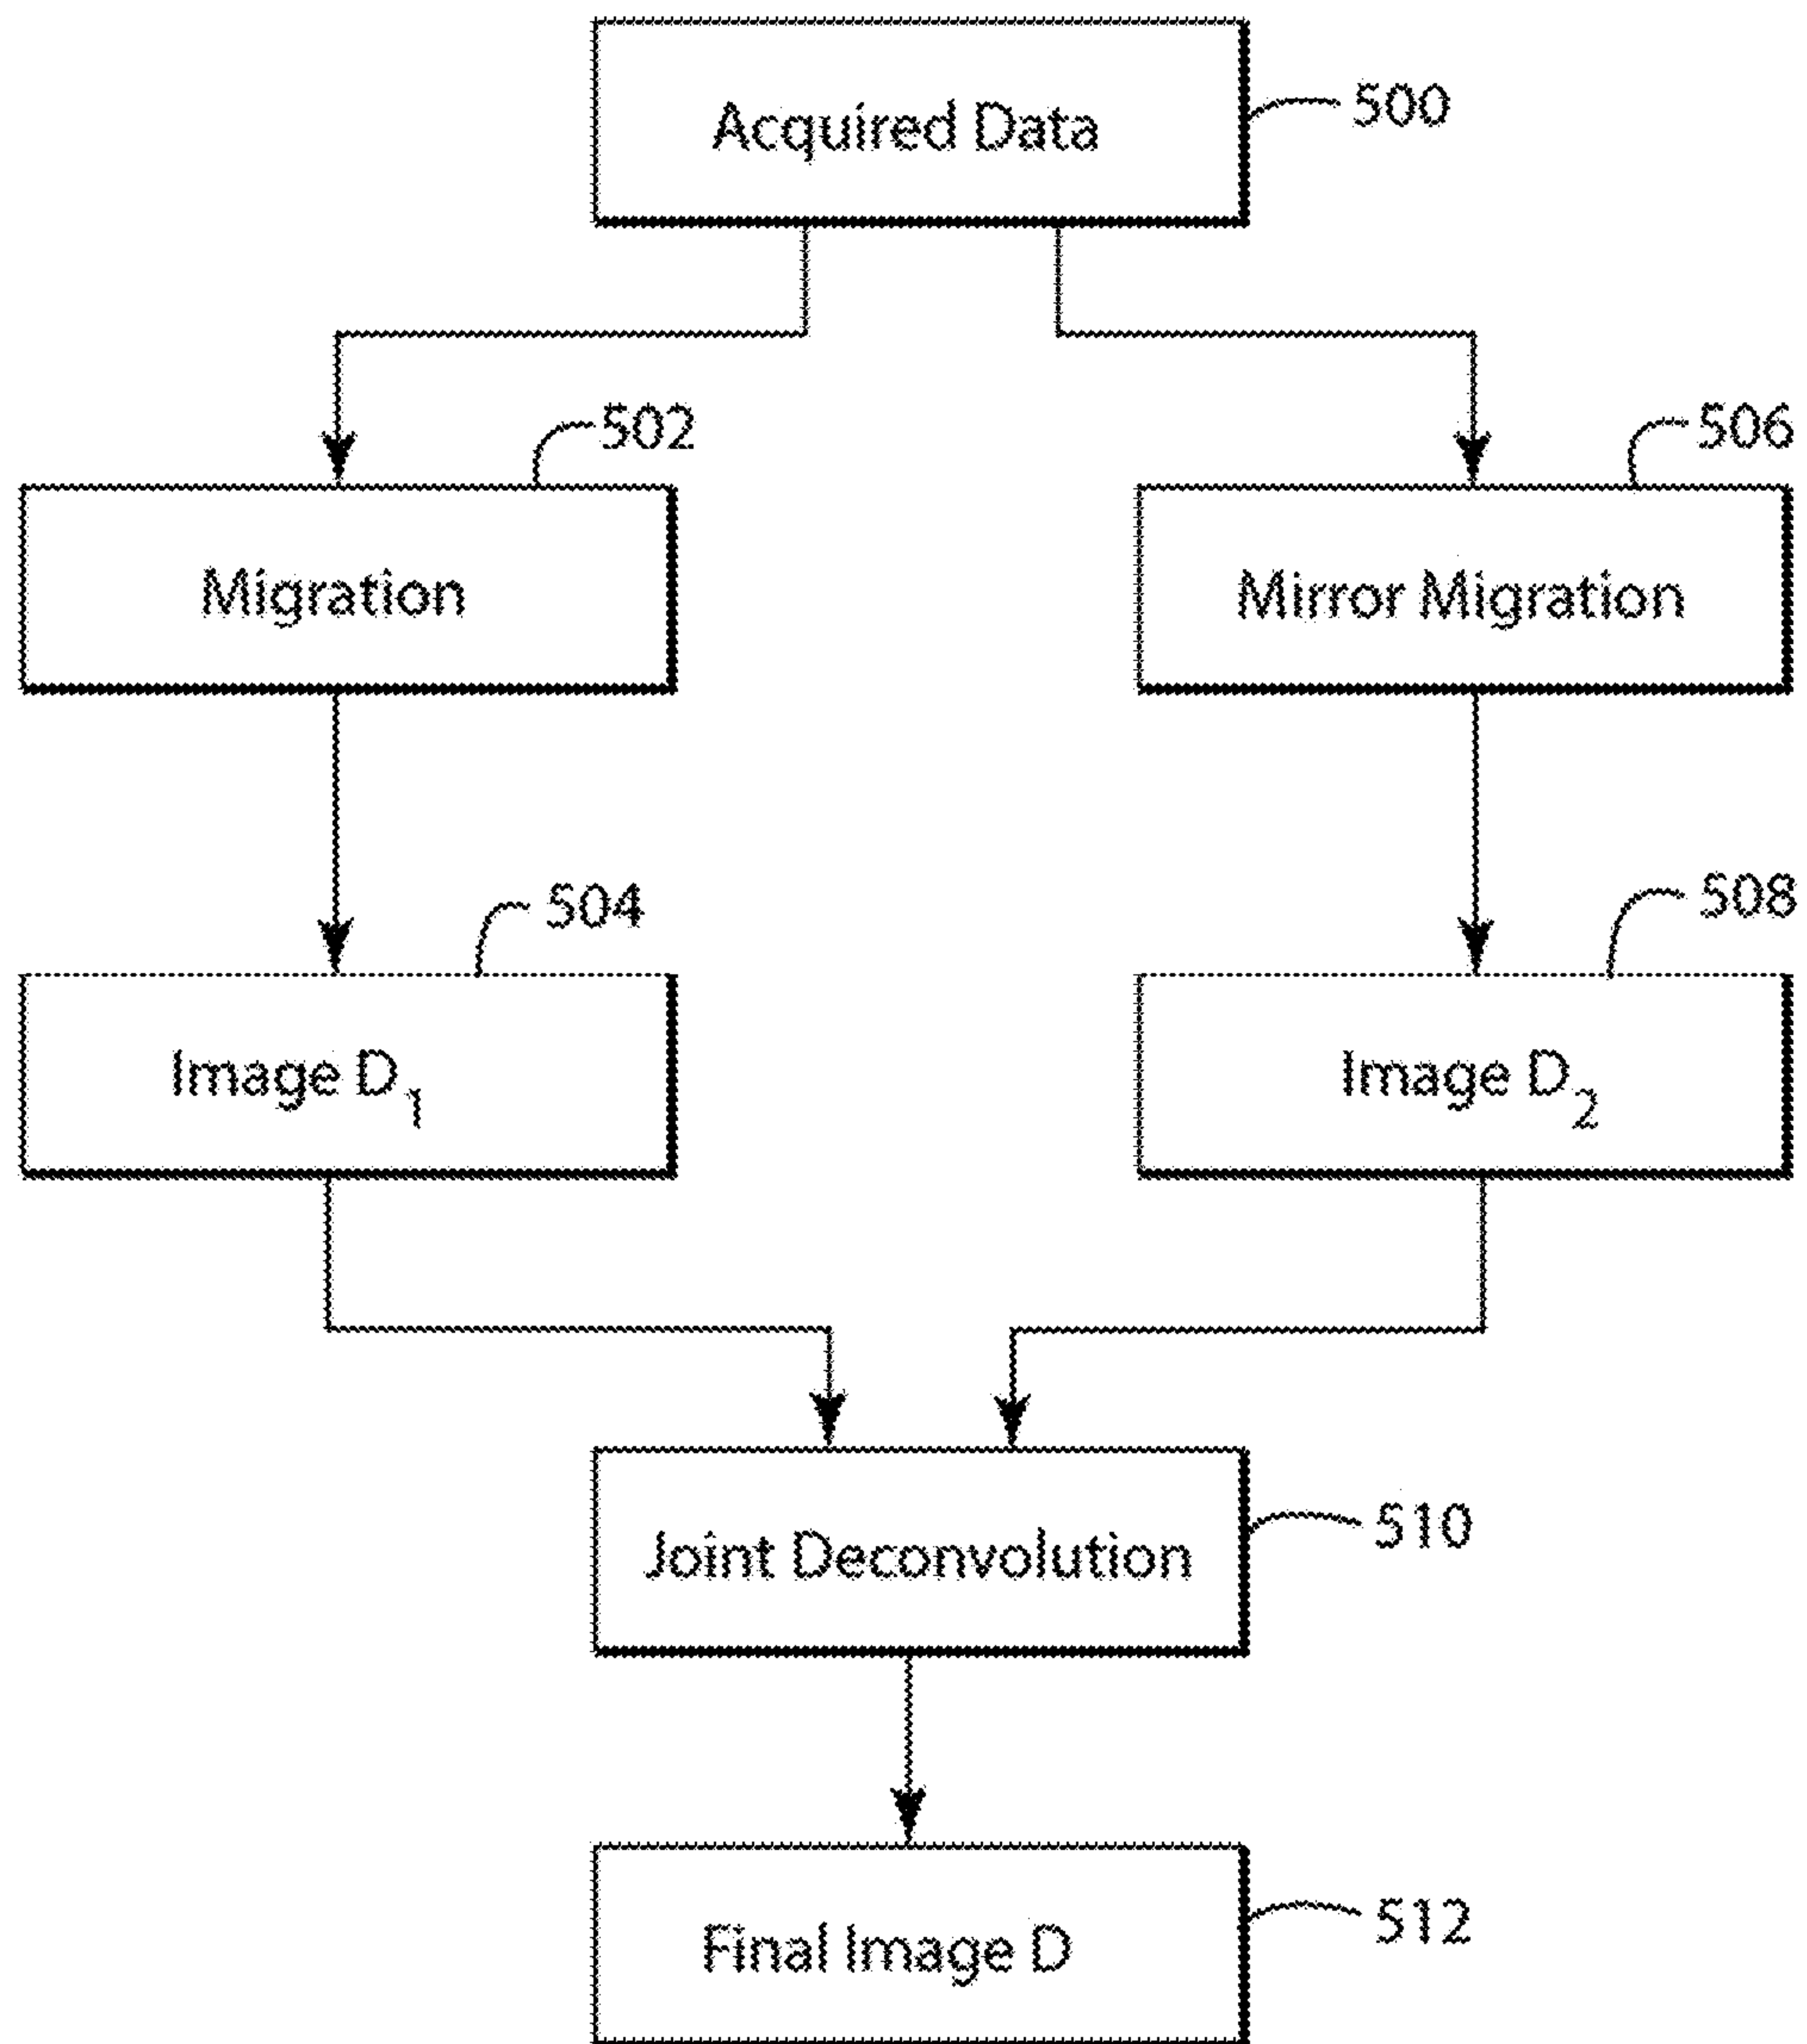 Acquired Data
500
502
506
Migration
Mirror Migration
504
508
Image D₁
Image D₂
Joint Deconvolution
510
Final Image D
512